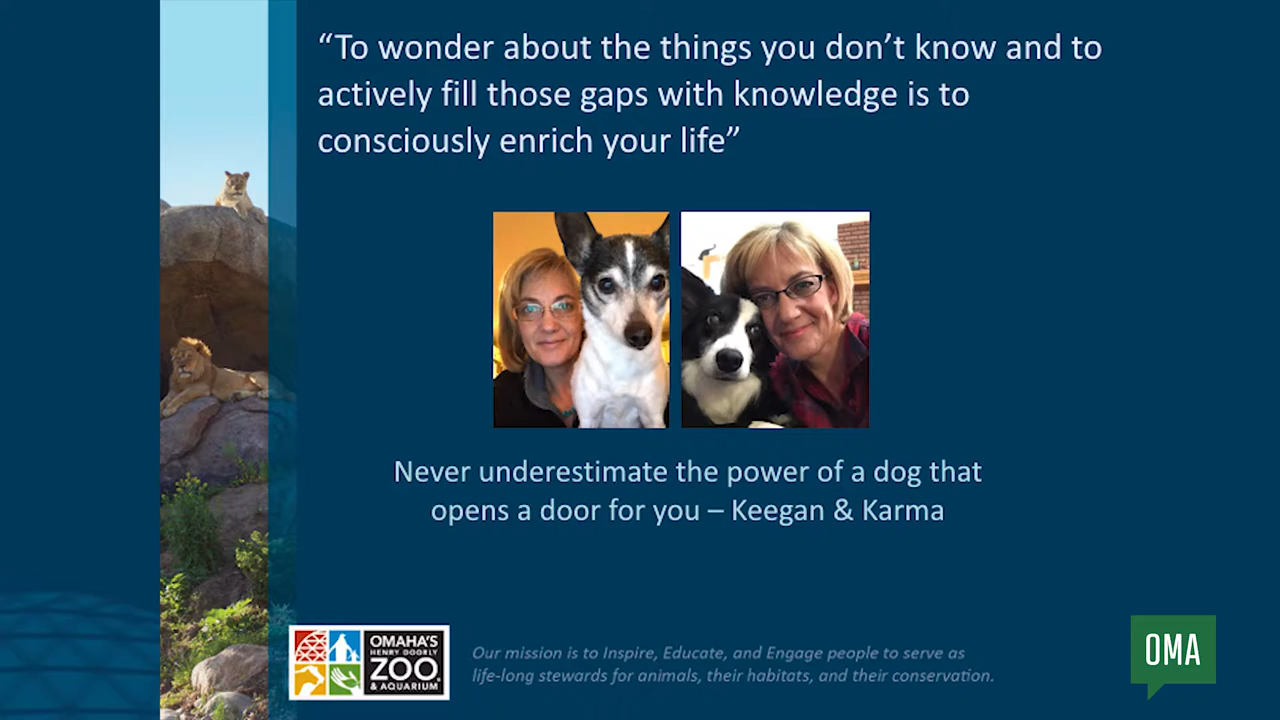 “To wonder about the things you don’t know and to
actively fill those gaps with knowledge is to
consciously enrich your life”
Never underestimate the power of a dog that
opens a door for you – Keegan & Karma
OMAHA'S
HENRY DOORLY
ZOO
& AQUARIUM
Our mission is to Inspire, Educate, and Engage people to serve as
life-long stewards for animals, their habitats, and their conservation.
OMA